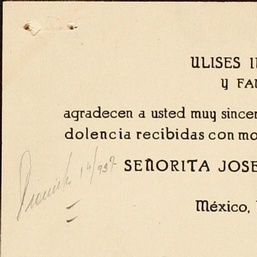 ULISES I
y FA
agradecen a usted muy sincer
dolencia recibidas con mo
SEÑORITA JOSE
México,